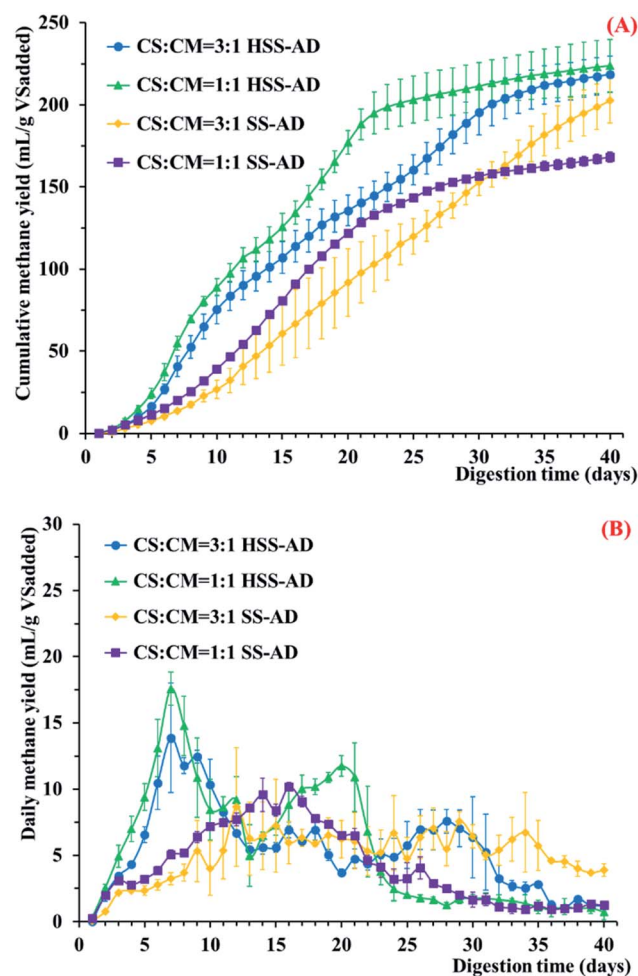 (A)
250
200
150
100
50
0
Cumulative methane yield (mL/g VSadded)
CS:CM=3:1 HSS-AD
CS:CM=1:1 HSS-AD
CS:CM=3:1 SS-AD
CS:CM=1:1 SS-AD
0 5 10 15 20 25 30 35 40
Digestion time (days)
(B)
30
25
20
15
10
5
0
Daily methane yield (mL/g VSadded)
CS:CM=3:1 HSS-AD
CS:CM=1:1 HSS-AD
CS:CM=3:1 SS-AD
CS:CM=1:1 SS-AD
0 5 10 15 20 25 30 35 40
Digestion time (days)